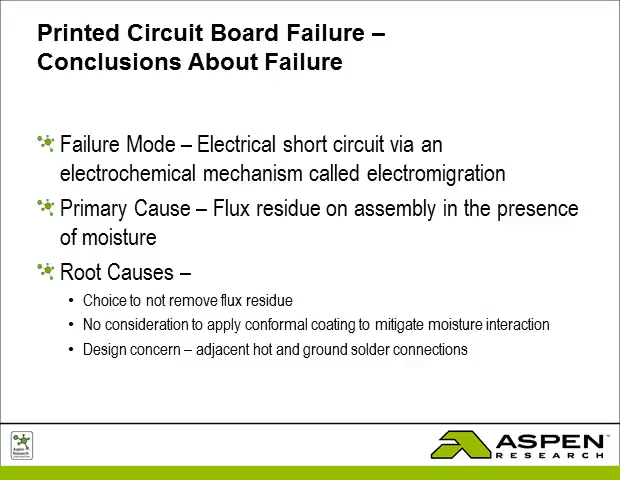 Printed Circuit Board Failure –
Conclusions About Failure
Failure Mode – Electrical short circuit via an
electrochemical mechanism called electromigration
Primary Cause – Flux residue on assembly in the presence
of moisture
Root Causes –
• Choice to not remove flux residue
• No consideration to apply conformal coating to mitigate moisture interaction
• Design concern – adjacent hot and ground solder connections
Aspen
Research
ASPEN™
RESEARCH